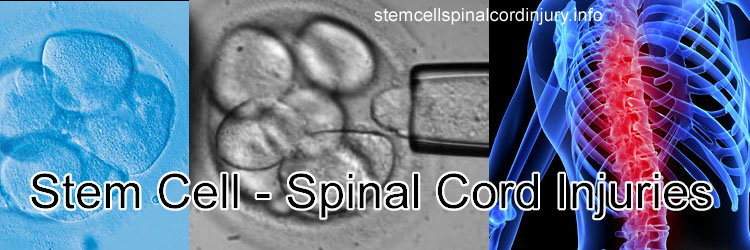 stemcellspinalcordinjury.info
Stem Cell - Spinal Cord Injuries